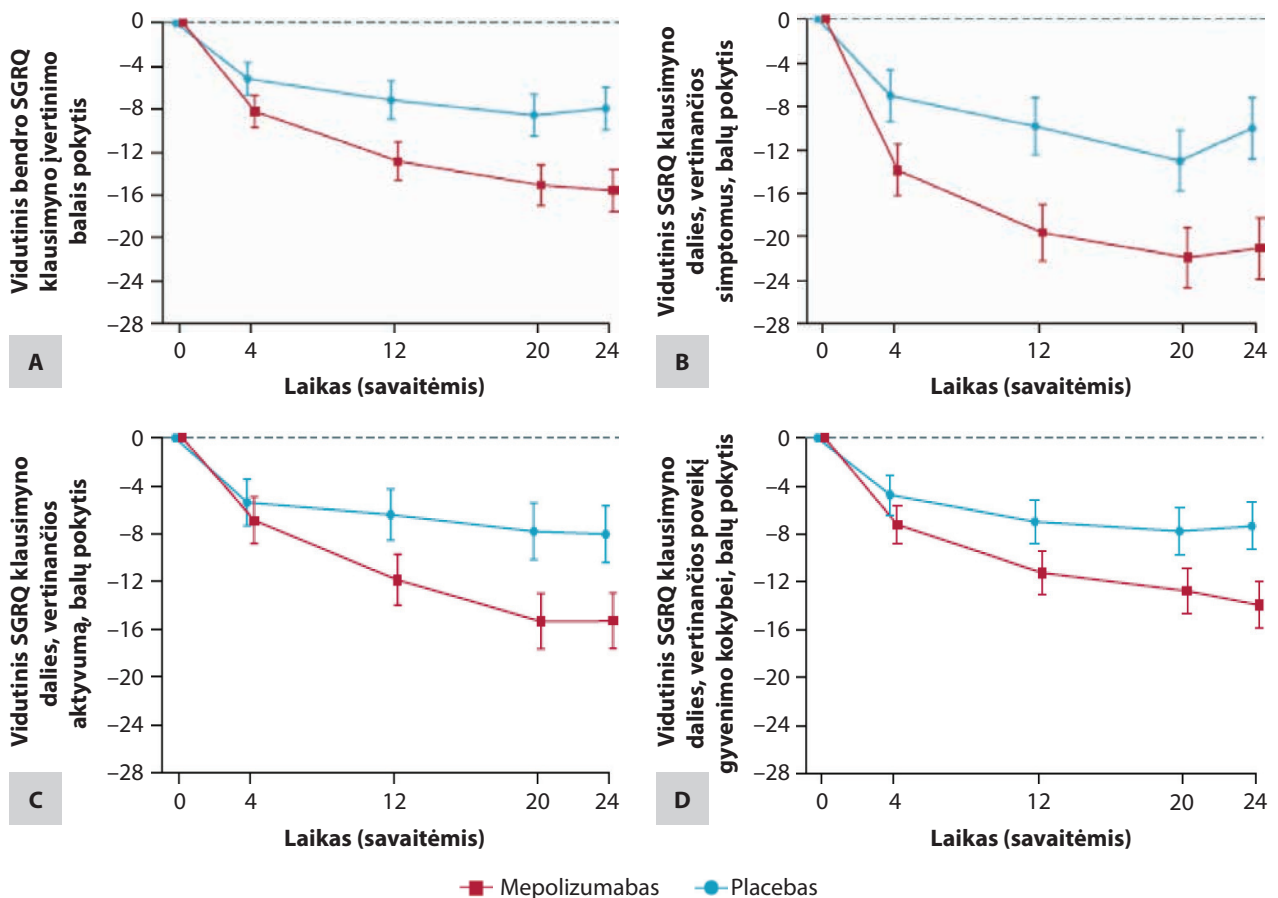 Vidutinis bendro SGRQ
klausimyno įvertinimo
balais pokytis
0
−4
−8
−12
−16
−20
−24
−28
0 4 12 20 24
Laikas (savaitėmis)
A
Vidutinis SGRQ klausimyno
dalies, vertinančios
simptomus, balų pokytis
0
−4
−8
−12
−16
−20
−24
−28
0 4 12 20 24
Laikas (savaitėmis)
B
Vidutinis SGRQ klausimyno
dalies, vertinančios
aktyvumą, balų pokytis
0
−4
−8
−12
−16
−20
−24
−28
0 4 12 20 24
Laikas (savaitėmis)
C
Vidutinis SGRQ klausimyno
dalies, vertinančios poveikį
gyvenimo kokybei, balų pokytis
0
−4
−8
−12
−16
−20
−24
−28
0 4 12 20 24
Laikas (savaitėmis)
D
Mepolizumabas Placebas